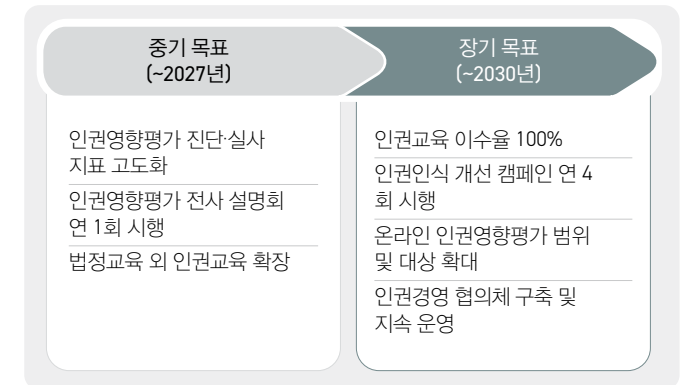 중기 목표
(~2027년)
인권영향평가 진단·실사
지표 고도화
인권영향평가 전사 설명회
연 1회 시행
법정교육 외 인권교육 확장
장기 목표
(~2030년)
인권교육 이수율 100%
인권인식 개선 캠페인 연 4
회 시행
온라인 인권영향평가 범위
및 대상 확대
인권경영 협의체 구축 및
지속 운영